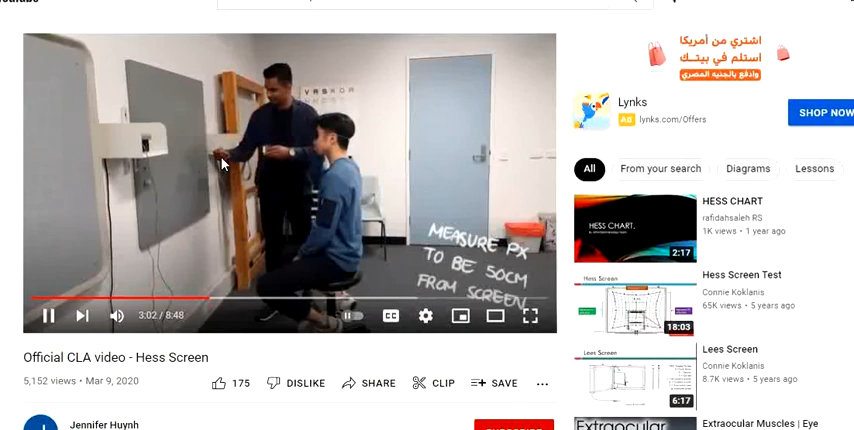 VRSKDR
MEASURE PX
TO BE 50CM
FROM SCREEN
3:02 / 8:48
CC
Official CLA video - Hess Screen
5,152 views • Mar 9, 2020
175
DISLIKE
SHARE
CLIP
SAVE
Jennifer Huynh
اشتري من أمريكا
استلم في بيتك
وادفع بالجنيه المصري
Lynks
Ad lynks.com/Offers
SHOP NOW
All
From your search
Diagrams
Lessons
HESS CHART.
2:17
HESS CHART
rafidahsaleh RS
1K views • 1 year ago
Hess Screen
18:03
Hess Screen Test
Connie Koklanis
65K views • 5 years ago
Lees Screen
6:17
Lees Screen
Connie Koklanis
8.7K views • 5 years ago
Extraocular
Extraocular Muscles | Eye